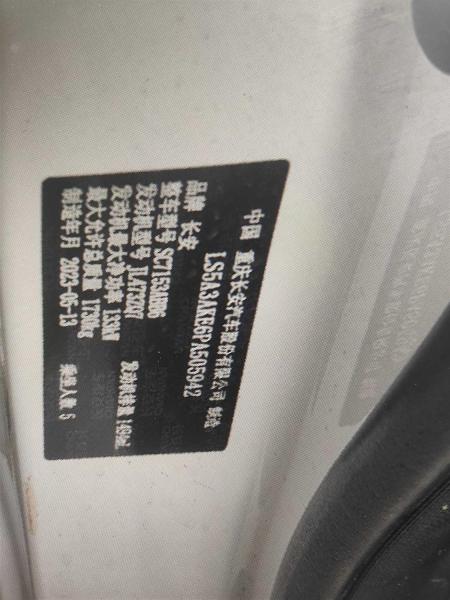 中国 重庆长安汽车股份有限公司 制造
LS5A3AKE6PA505942
品牌 长安
整车型号 SC7153ABB6
发动机型号 JL473ZQ7 发动机排量 1494mL
发动机最大净功率 133kW
最大允许总质量 1730kg 乘坐人数 5
制造年月 2023-05-13